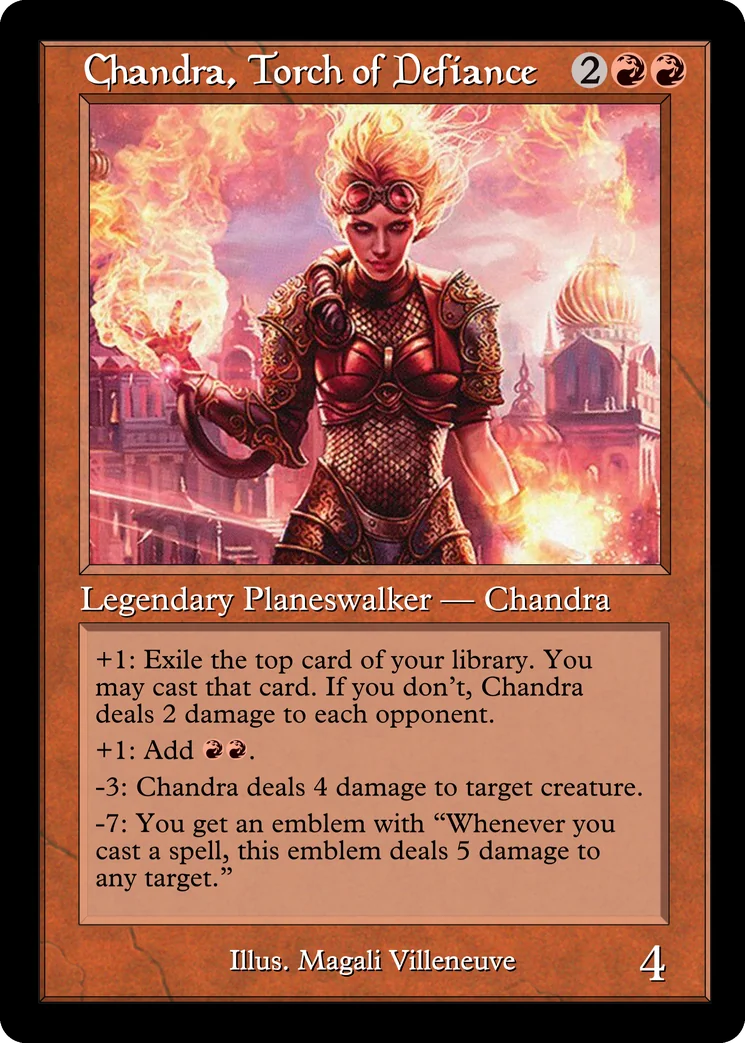 Chandra, Torch of Defiance 2
Legendary Planeswalker — Chandra
+1: Exile the top card of your library. You
may cast that card. If you don't, Chandra
deals 2 damage to each opponent.
+1: Add .
-3: Chandra deals 4 damage to target creature.
-7: You get an emblem with “Whenever you
cast a spell, this emblem deals 5 damage to
any target.”
Illus. Magali Villeneuve
4